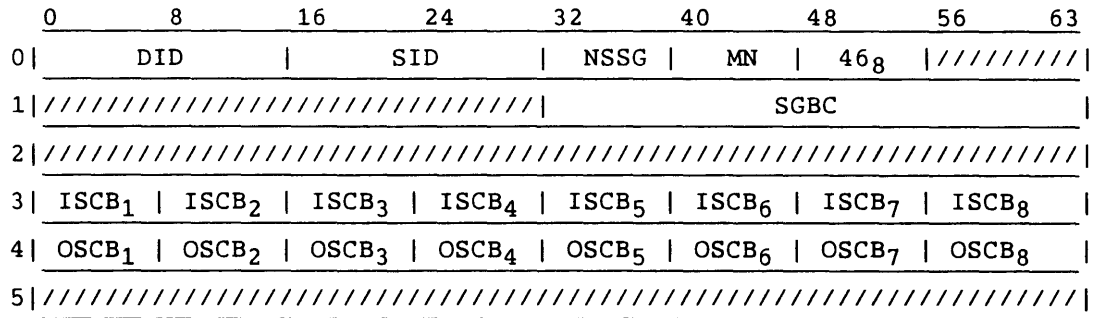 0 8 16 24 32 40 48 56 63
0| DID | SID | NSSG | MN | 46₈ |/////////|
1|///////////////////////////////| SGBC |
2|///////////////////////////////////////////////////////////////////|
3| ISCB₁ | ISCB₂ | ISCB₃ | ISCB₄ | ISCB₅ | ISCB₆ | ISCB₇ | ISCB₈ |
4| OSCB₁ | OSCB₂ | OSCB₃ | OSCB₄ | OSCB₅ | OSCB₆ | OSCB₇ | OSCB₈ |
5|///////////////////////////////////////////////////////////////////|